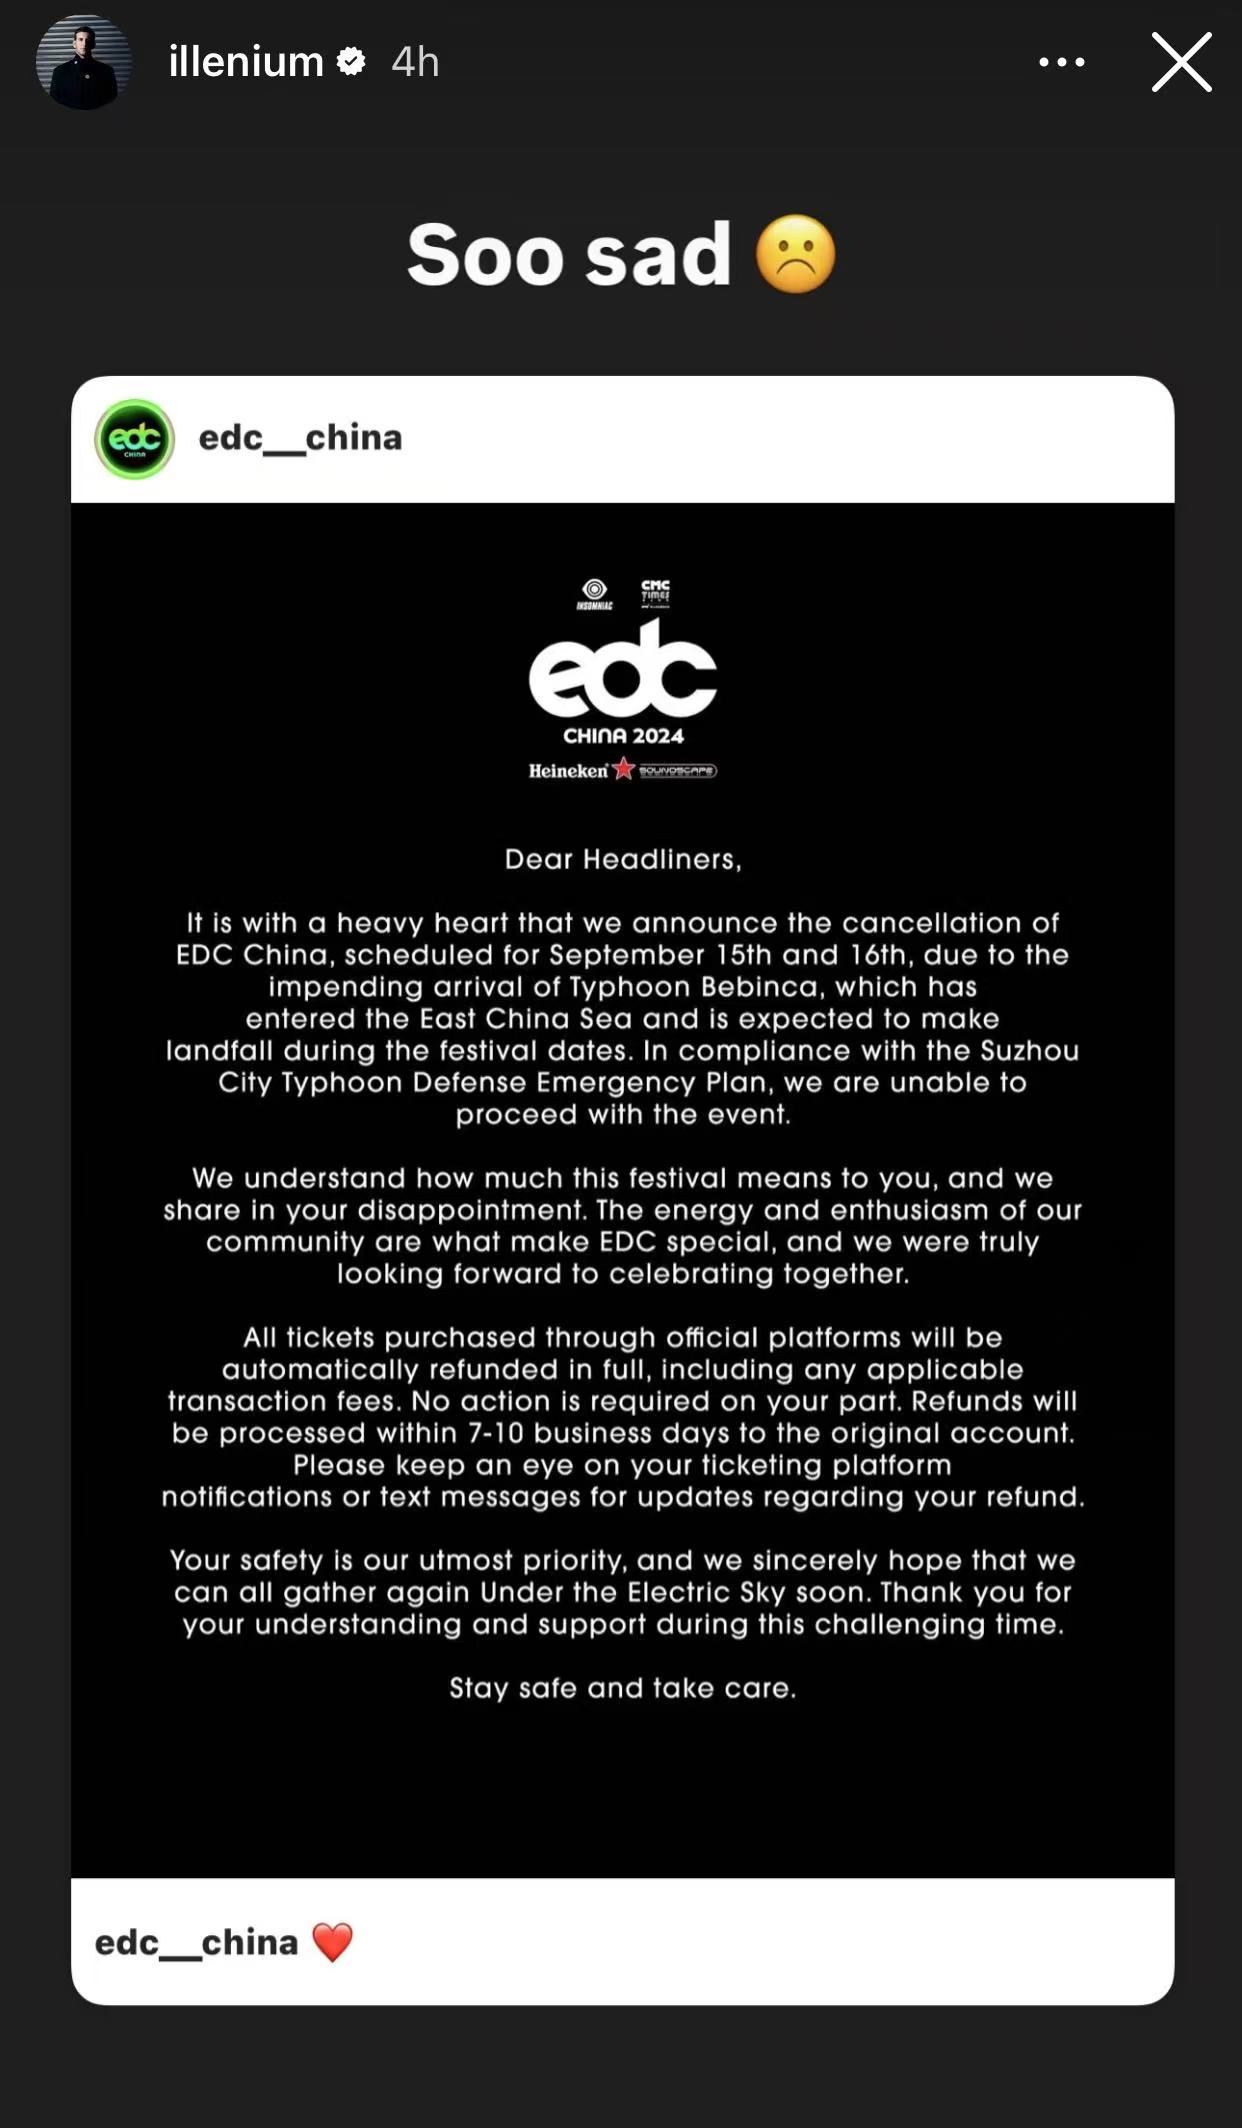 illenium 4h
Soo sad ☹️
edc
CHINA
edc__china
INSOMNIAC
CMC
TIMES
edc
CHINA 2024
Heineken SOUNDSCAPE
Dear Headliners,
It is with a heavy heart that we announce the cancellation of
EDC China, scheduled for September 15th and 16th, due to the
impending arrival of Typhoon Bebinca, which has
entered the East China Sea and is expected to make
landfall during the festival dates. In compliance with the Suzhou
City Typhoon Defense Emergency Plan, we are unable to
proceed with the event.
We understand how much this festival means to you, and we
share in your disappointment. The energy and enthusiasm of our
community are what make EDC special, and we were truly
looking forward to celebrating together.
All tickets purchased through official platforms will be
automatically refunded in full, including any applicable
transaction fees. No action is required on your part. Refunds will
be processed within 7-10 business days to the original account.
Please keep an eye on your ticketing platform
notifications or text messages for updates regarding your refund.
Your safety is our utmost priority, and we sincerely hope that we
can all gather again Under the Electric Sky soon. Thank you for
your understanding and support during this challenging time.
Stay safe and take care.
edc__china ❤️